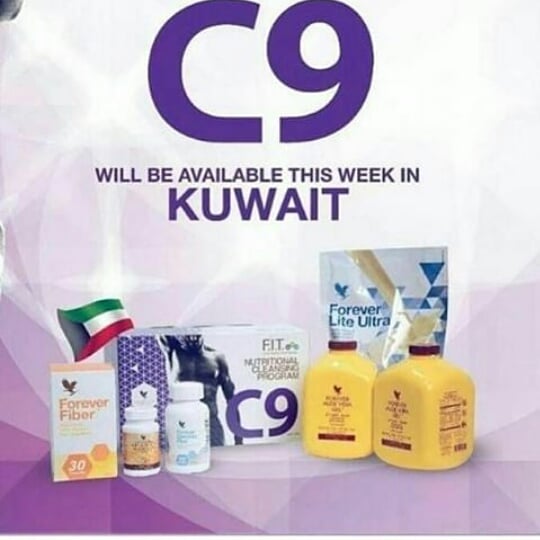 C9
WILL BE AVAILABLE THIS WEEK IN
KUWAIT
Forever
Lite Ultra
F.I.T.
NUTRITIONAL
CLEANSING
PROGRAM
C9
Forever
Fiber
30
FOREVER
ALOE VERA
GEL
FOREVER
ALOE VERA
GEL